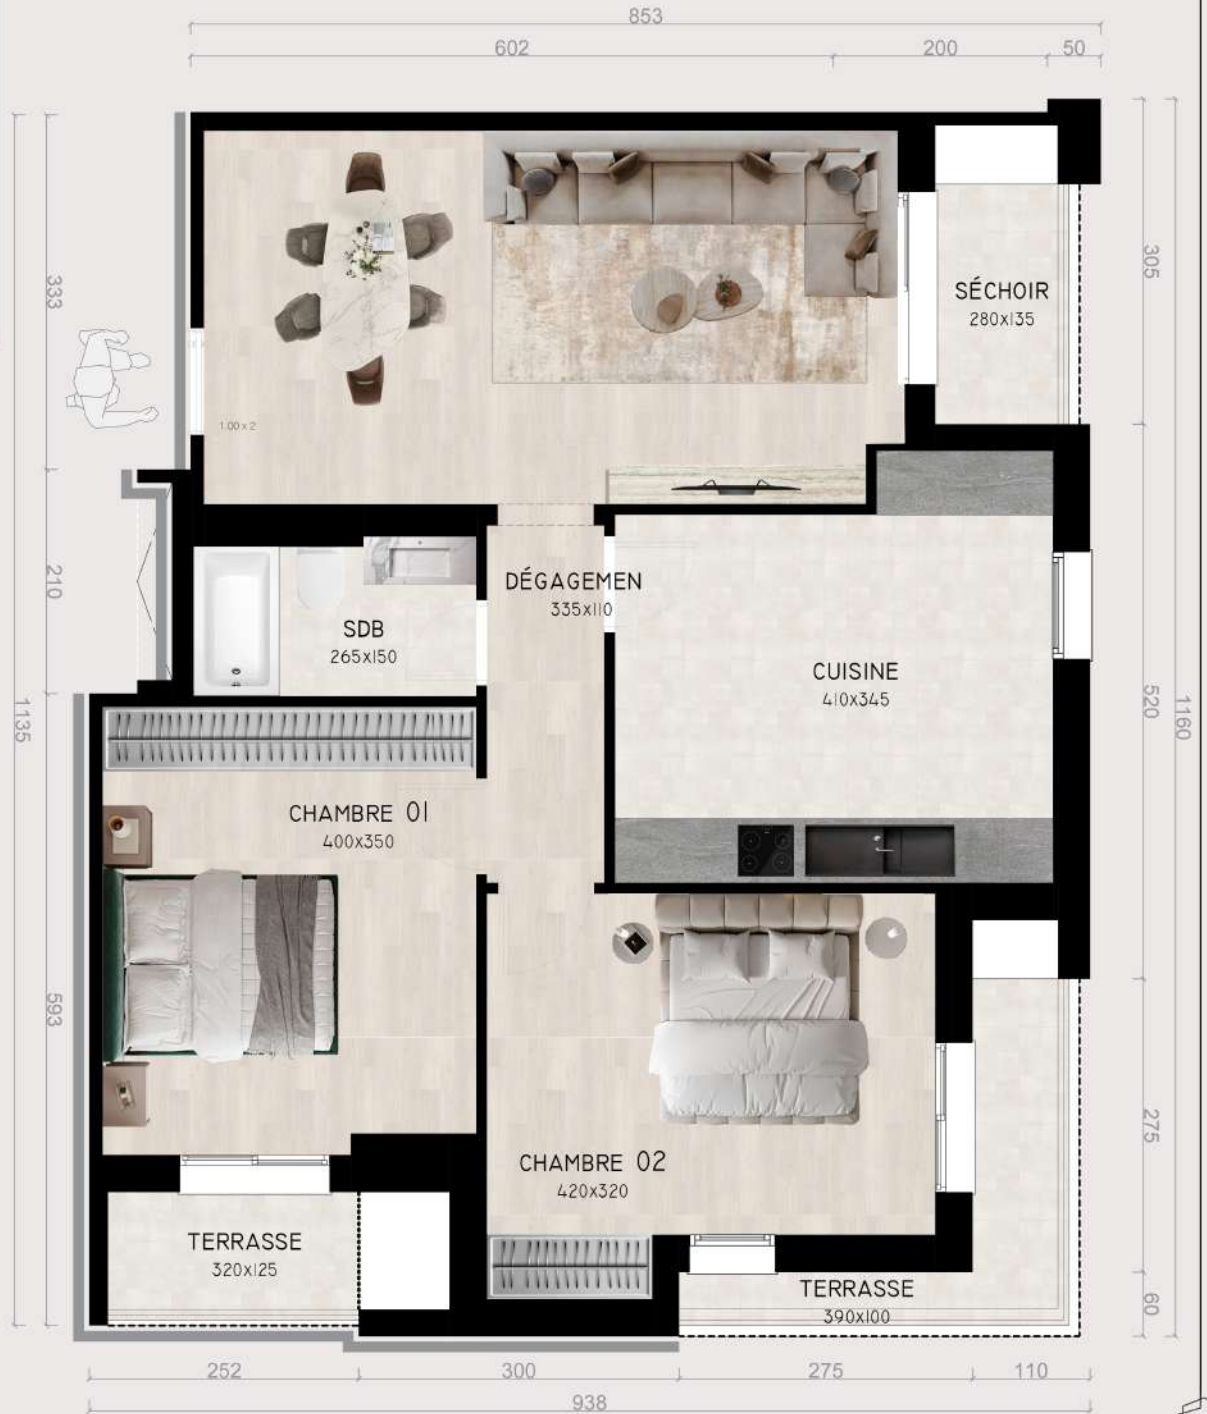 853
602
200
50
333
305
SÉCHOIR
280x135
1.00 x 2
210
DÉGAGEMEN
335x110
SDB
265x150
CUISINE
410x345
1135
520
1160
CHAMBRE 01
400x350
593
275
CHAMBRE 02
420x320
TERRASSE
320x125
TERRASSE
390x100
60
252
300
275
110
938